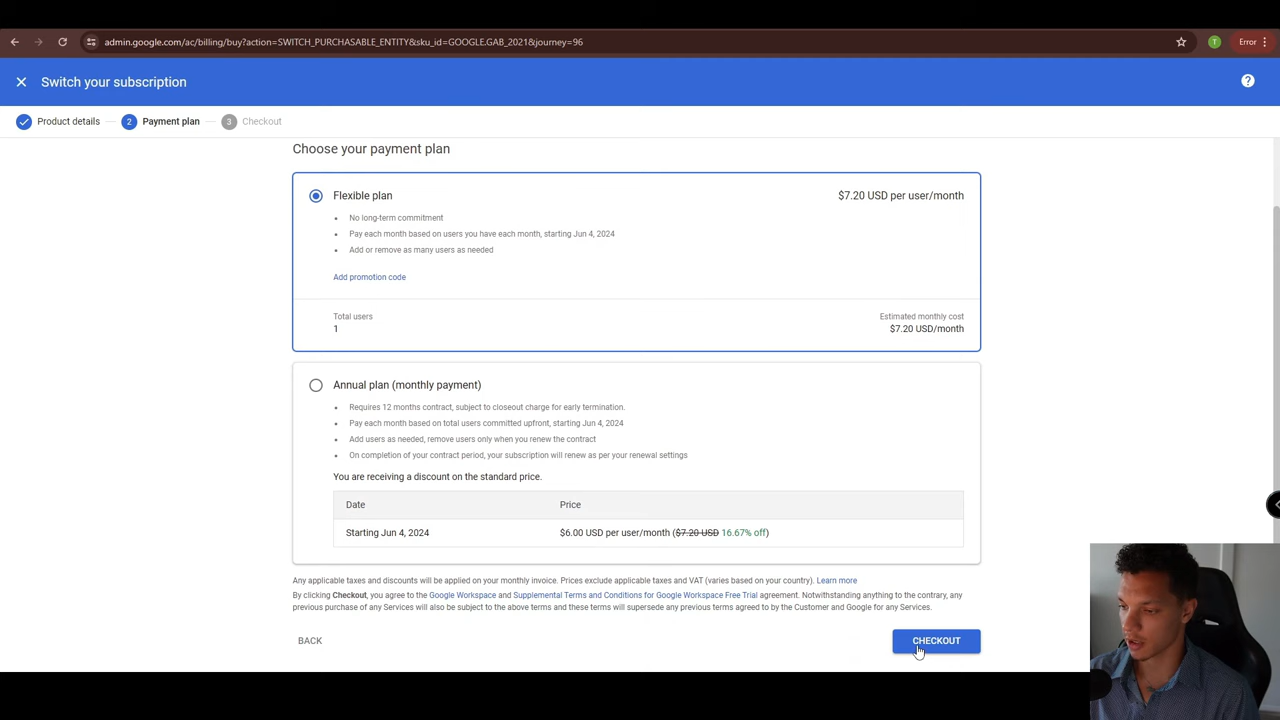 admin.google.com/ac/billing/buy?action=SWITCH_PURCHASABLE_ENTITY&sku_id=GOOGLE.GAB_2021&journey=96
T
Error
Switch your subscription
?
Product details
2 Payment plan
3 Checkout
Choose your payment plan
Flexible plan
$7.20 USD per user/month
No long-term commitment
Pay each month based on users you have each month, starting Jun 4, 2024
Add or remove as many users as needed
Add promotion code
Total users
Estimated monthly cost
1
$7.20 USD/month
Annual plan (monthly payment)
Requires 12 months contract, subject to closeout charge for early termination.
Pay each month based on total users committed upfront, starting Jun 4, 2024
Add users as needed, remove users only when you renew the contract
On completion of your contract period, your subscription will renew as per your renewal settings
You are receiving a discount on the standard price.
Date Price
Starting Jun 4, 2024 $6.00 USD per user/month ($7.20 USD 16.67% off)
Any applicable taxes and discounts will be applied on your monthly invoice. Prices exclude applicable taxes and VAT (varies based on your country). Learn more
By clicking Checkout, you agree to the Google Workspace and Supplemental Terms and Conditions for Google Workspace Free Trial agreement. Notwithstanding anything to the contrary, any
previous purchase of any Services will also be subject to the above terms and these terms will supersede any previous terms agreed to by the Customer and Google for any Services.
BACK
CHECKOUT